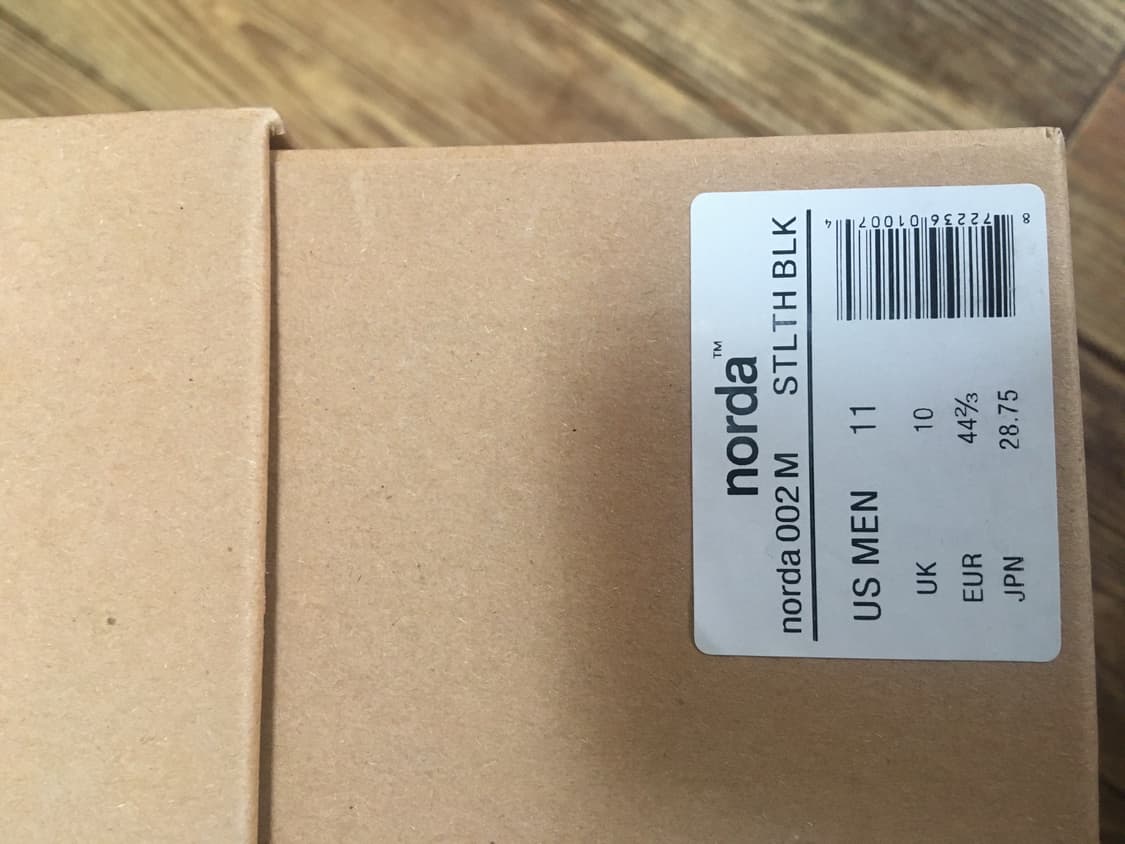 norda™
norda 002 M STLTH BLK
US MEN 11
UK 10
EUR 44⅔
JPN 28.75
8 72236 01007 4